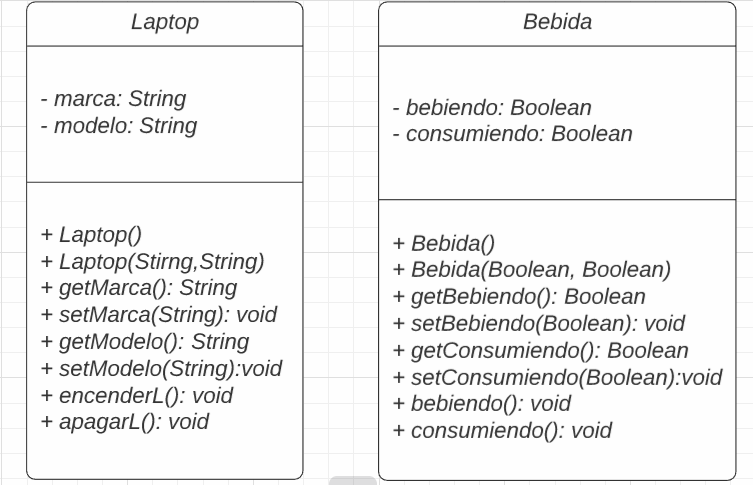 Laptop
- marca: String
- modelo: String
+ Laptop()
+ Laptop(Stirng,String)
+ getMarca(): String
+ setMarca(String): void
+ getModelo(): String
+ setModelo(String):void
+ encenderL(): void
+ apagarL(): void
Bebida
- bebiendo: Boolean
- consumiendo: Boolean
+ Bebida()
+ Bebida(Boolean, Boolean)
+ getBebiendo(): Boolean
+ setBebiendo(Boolean): void
+ getConsumiendo(): Boolean
+ setConsumiendo(Boolean):void
+ bebiendo(): void
+ consumiendo(): void